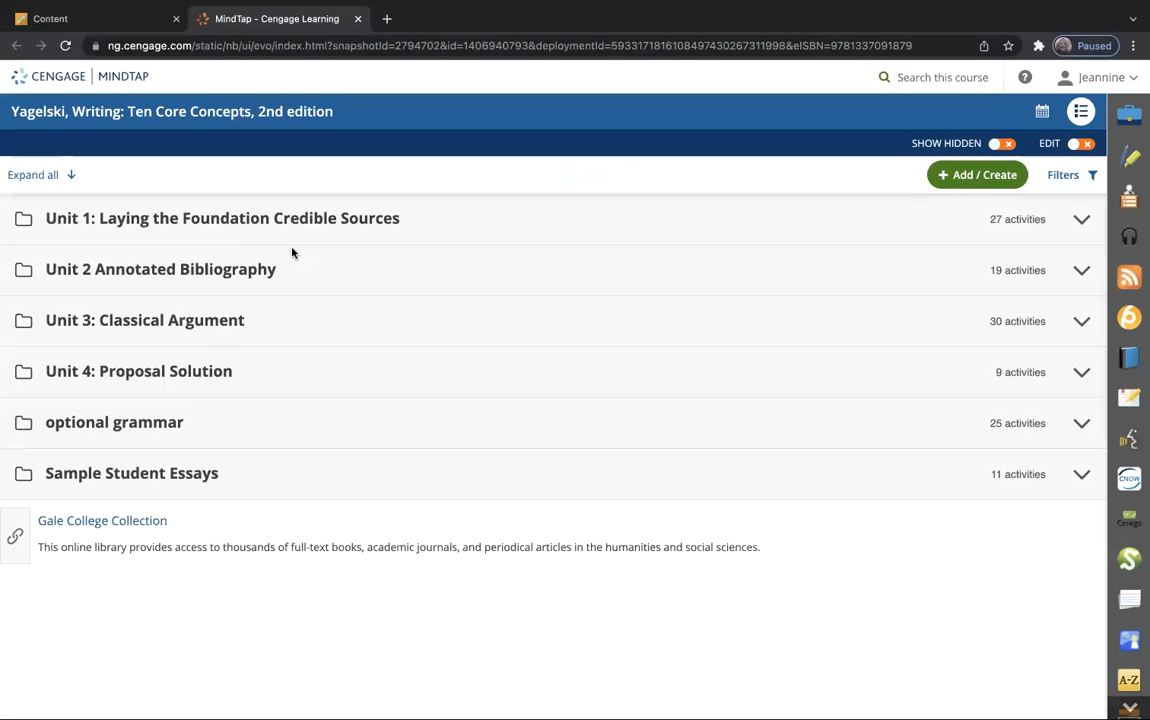 Content
MindTap - Cengage Learning
ng.cengage.com/static/nb/ui/evo/index.html?snapshotId=2794702&id=1406940793&deploymentId=5933171816108497430267311998&eISBN=9781337091879
Paused
CENGAGE | MINDTAP
Search this course
Jeannine
Yagelski, Writing: Ten Core Concepts, 2nd edition
SHOW HIDDEN
EDIT
Expand all
+ Add / Create
Filters
Unit 1: Laying the Foundation Credible Sources
27 activities
Unit 2 Annotated Bibliography
19 activities
Unit 3: Classical Argument
30 activities
Unit 4: Proposal Solution
9 activities
optional grammar
25 activities
Sample Student Essays
11 activities
Gale College Collection
This online library provides access to thousands of full-text books, academic journals, and periodical articles in the humanities and social sciences.
CNOW
Cerego
A-Z